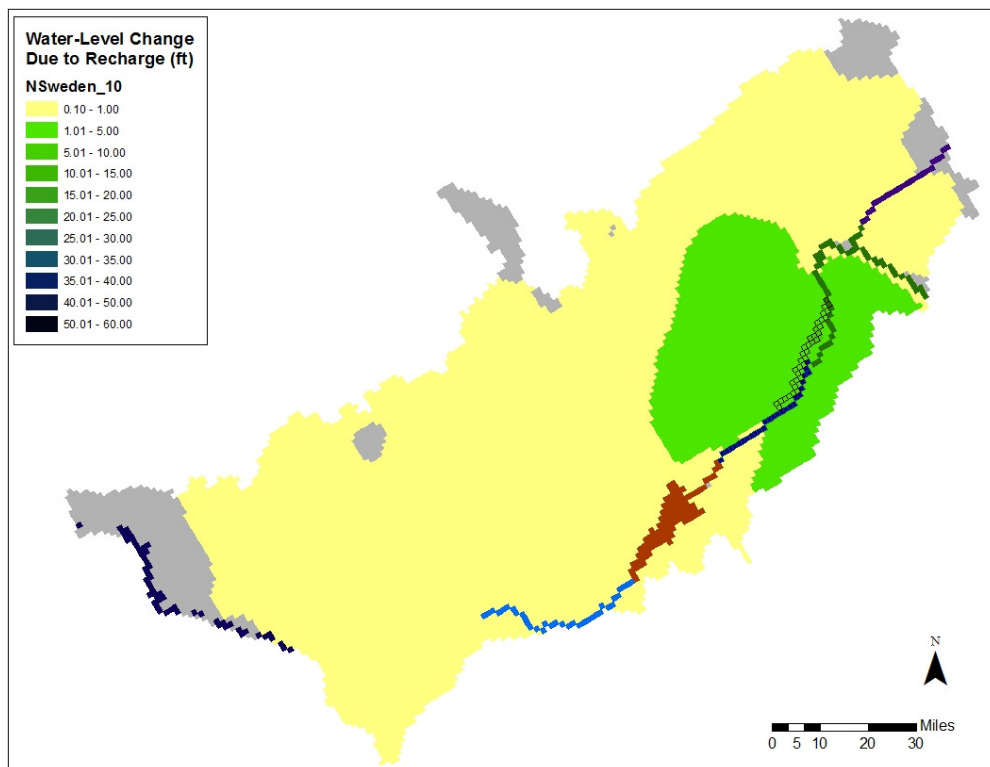 Water-Level Change
Due to Recharge (ft)
NSweden_10
0.10 - 1.00
1.01 - 5.00
5.01 - 10.00
10.01 - 15.00
15.01 - 20.00
20.01 - 25.00
25.01 - 30.00
30.01 - 35.00
35.01 - 40.00
40.01 - 50.00
50.01 - 60.00
N
Miles
0 5 10 20 30